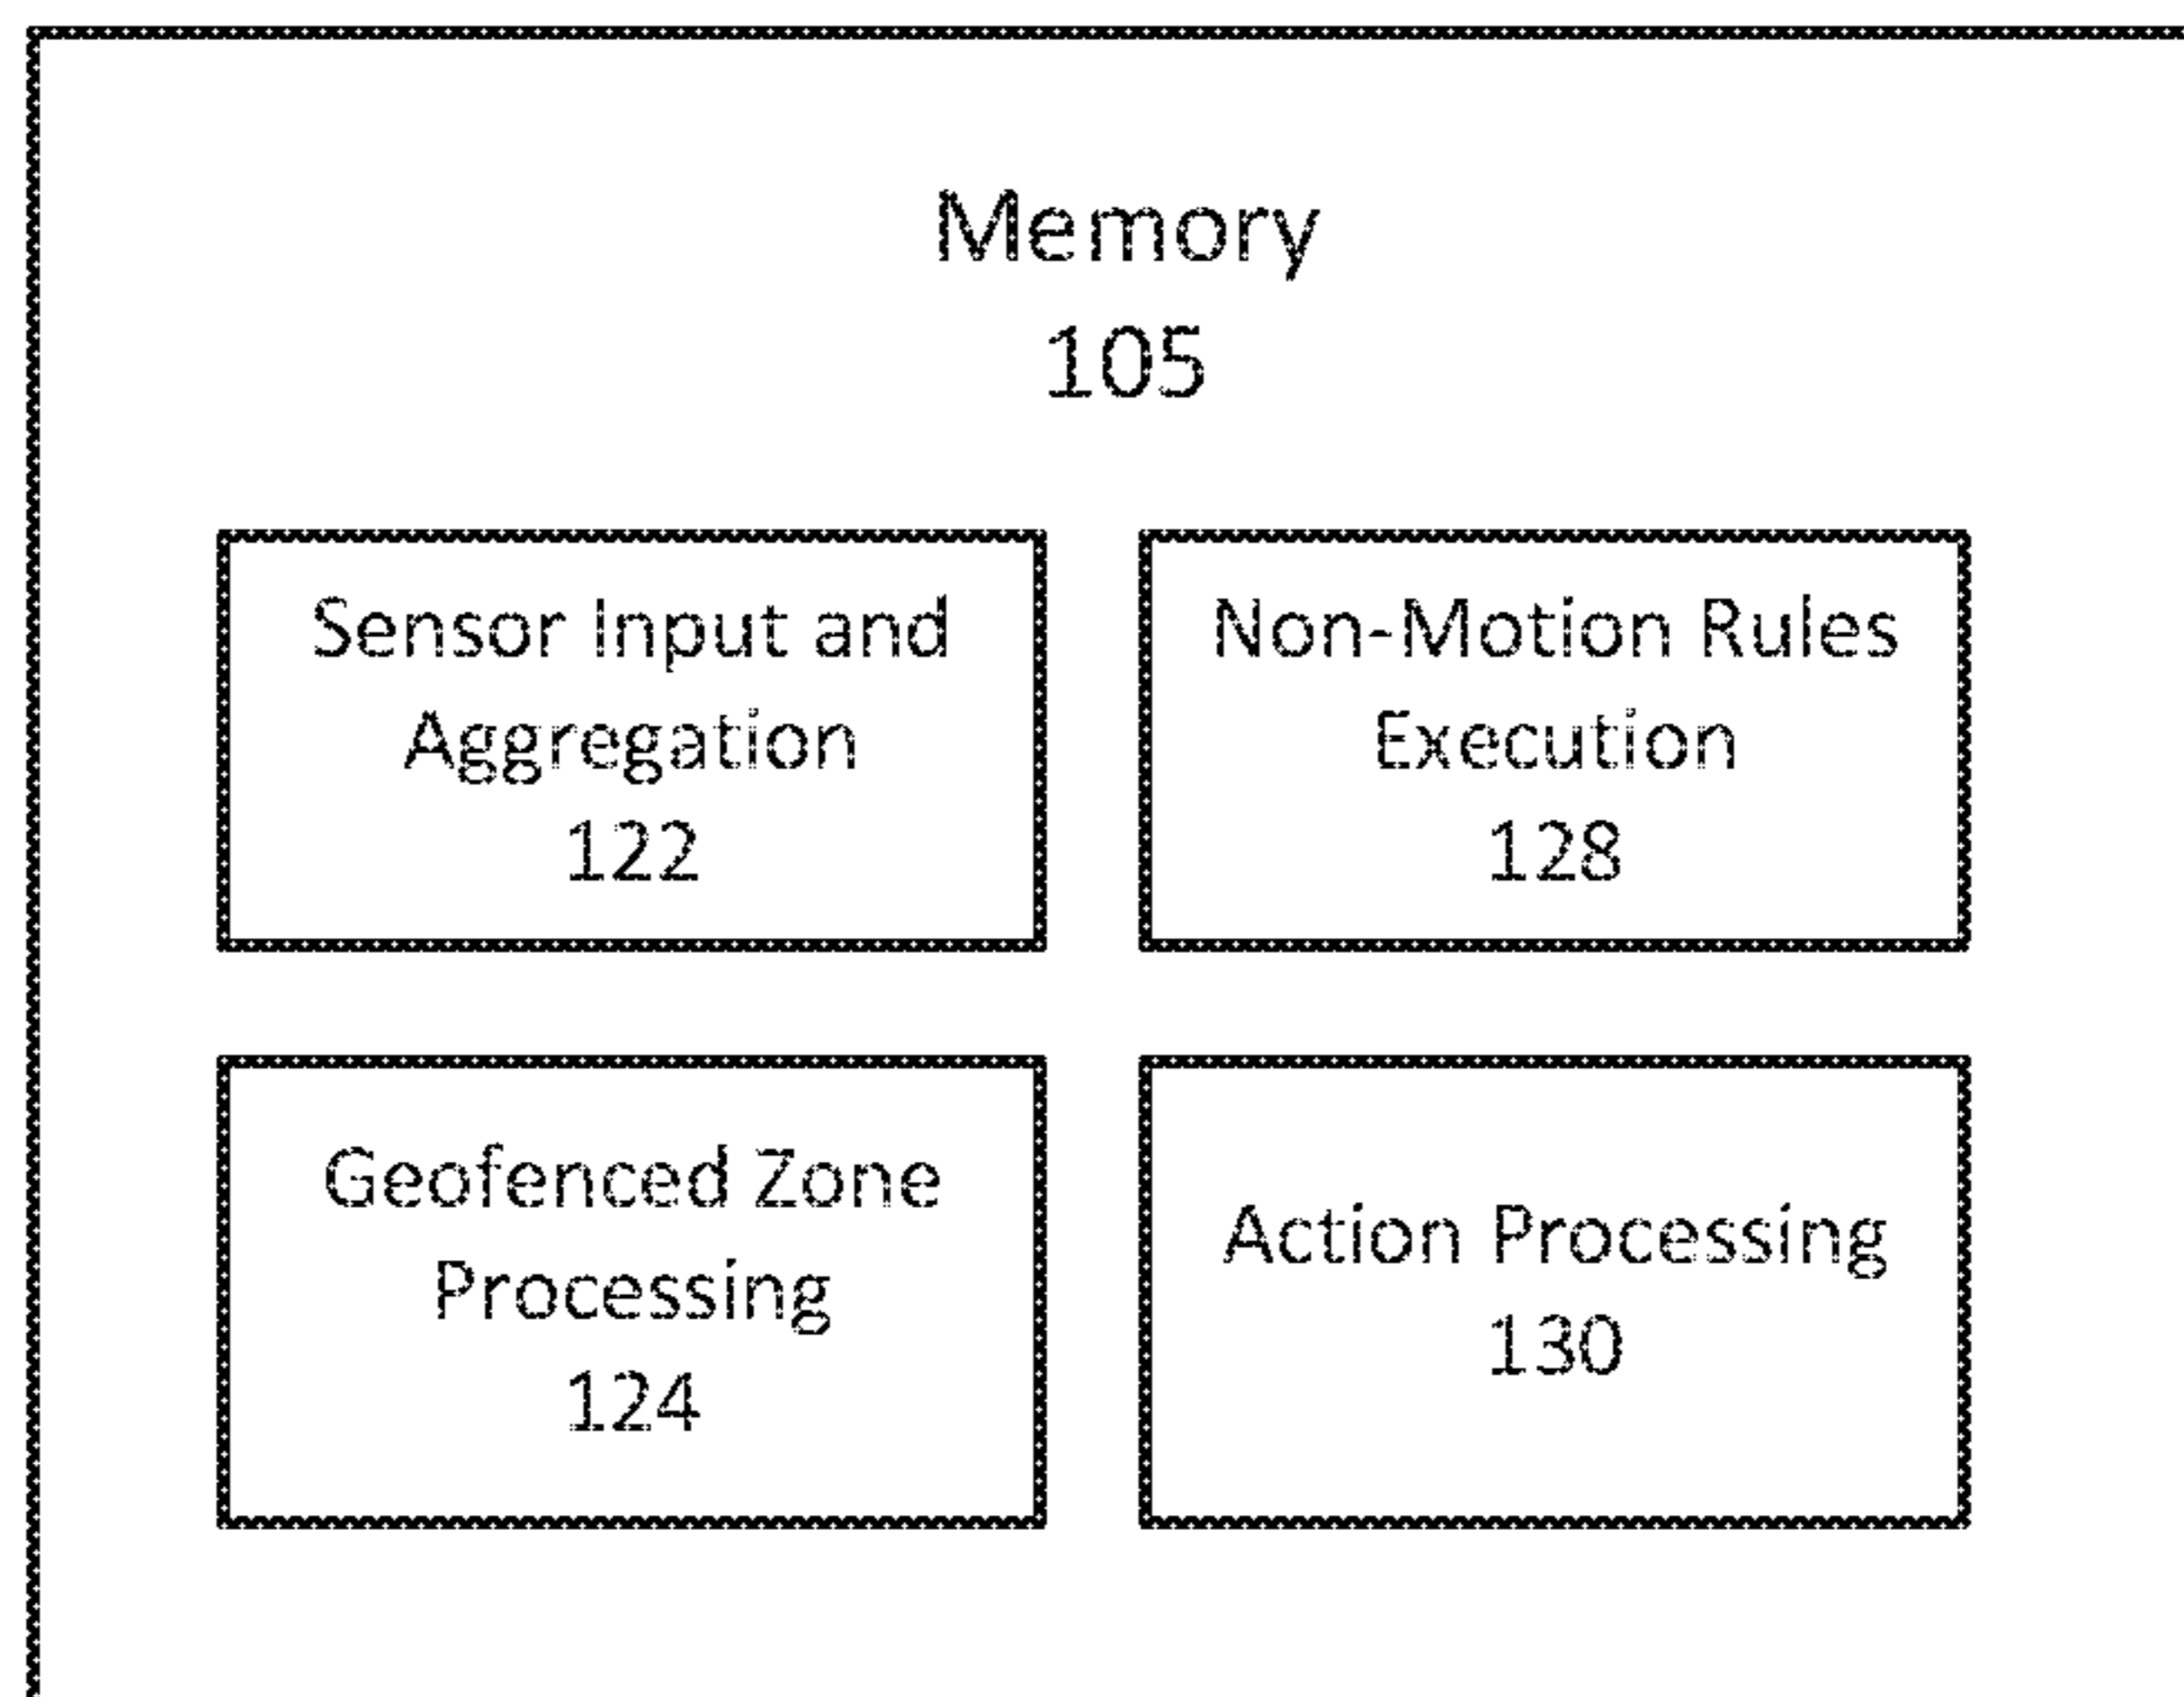 Memory
105
Sensor Input and
Aggregation
122
Non-Motion Rules
Execution
128
Geofenced Zone
Processing
124
Action Processing
130